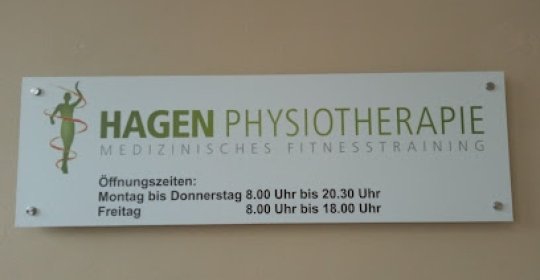 HAGEN PHYSIOTHERAPIE
MEDIZINISCHES FITNESSTRAINING
Öffnungszeiten:
Montag bis Donnerstag 8.00 Uhr bis 20.30 Uhr
Freitag 8.00 Uhr bis 18.00 Uhr